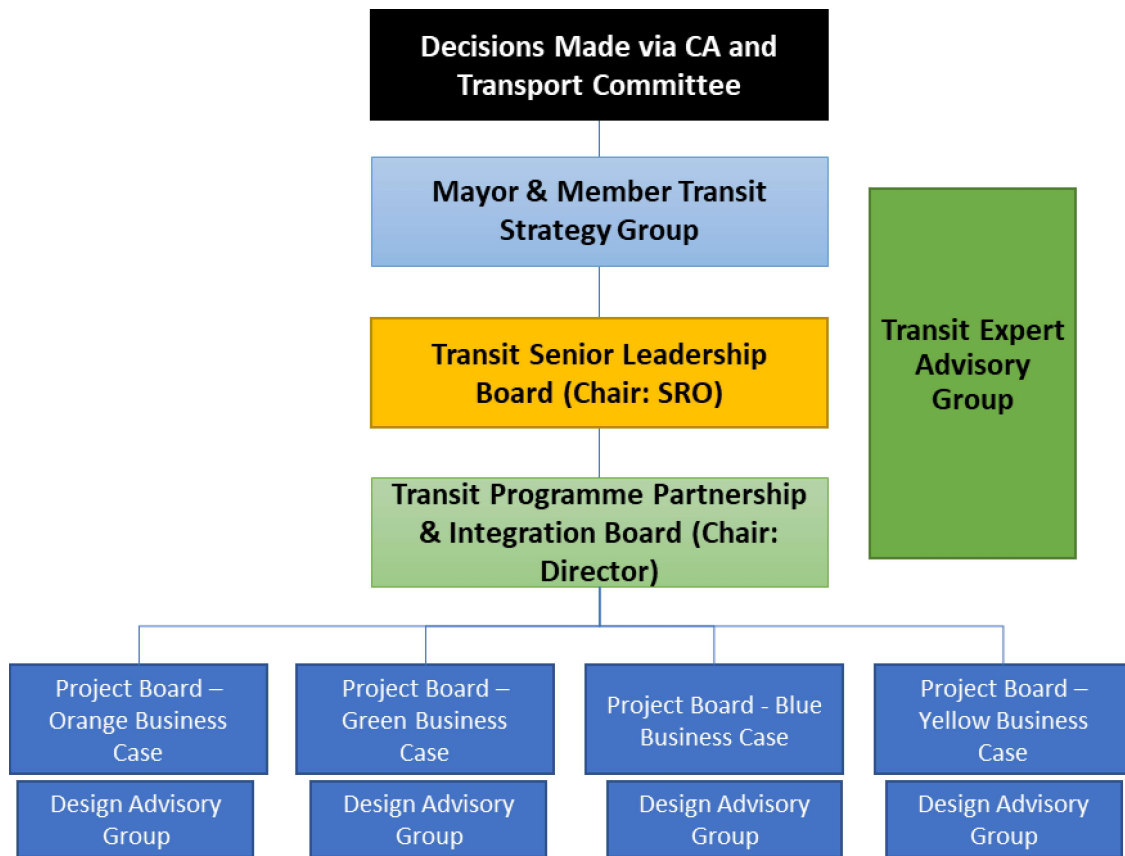 Decisions Made via CA and
Transport Committee
Mayor & Member Transit
Strategy Group
Transit Expert
Advisory
Group
Transit Senior Leadership
Board (Chair: SRO)
Transit Programme Partnership
& Integration Board (Chair:
Director)
Project Board –
Orange Business
Case
Project Board –
Green Business
Case
Project Board - Blue
Business Case
Project Board –
Yellow Business
Case
Design Advisory
Group
Design Advisory
Group
Design Advisory
Group
Design Advisory
Group